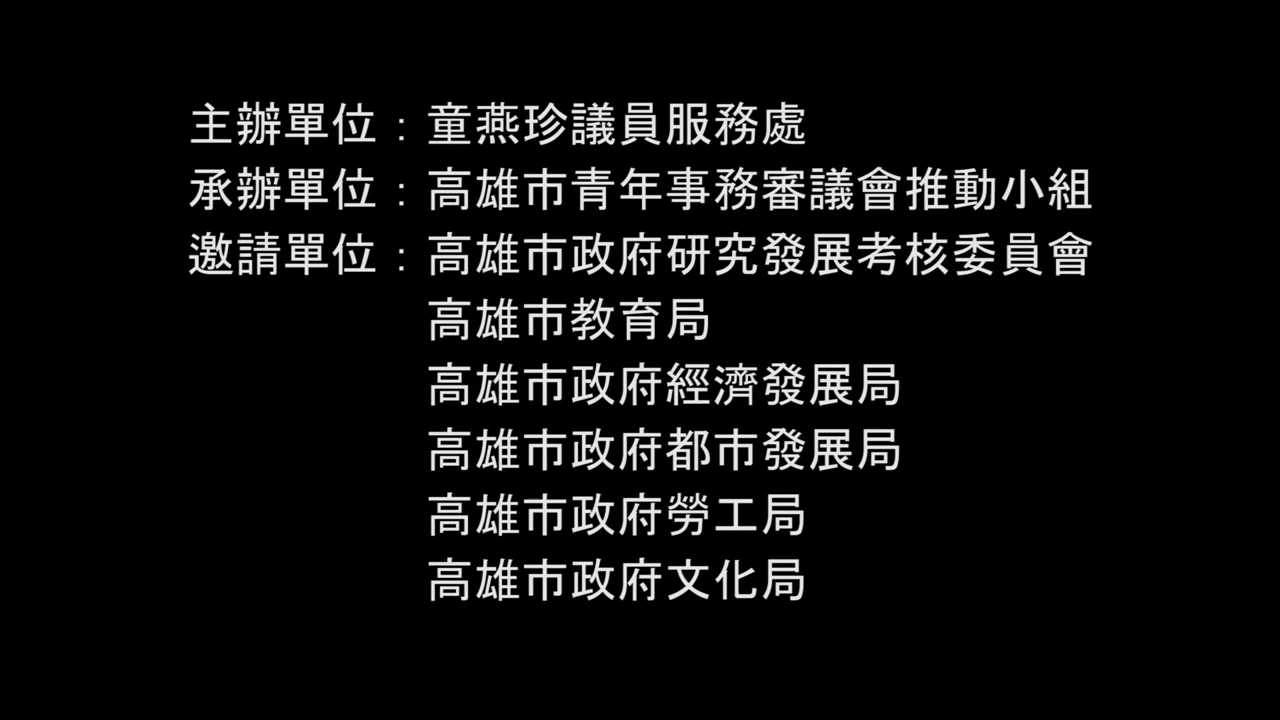 主辦單位：童燕珍議員服務處
承辦單位：高雄市青年事務審議會推動小組
邀請單位：高雄市政府研究發展考核委員會
高雄市教育局
高雄市政府經濟發展局
高雄市政府都市發展局
高雄市政府勞工局
高雄市政府文化局